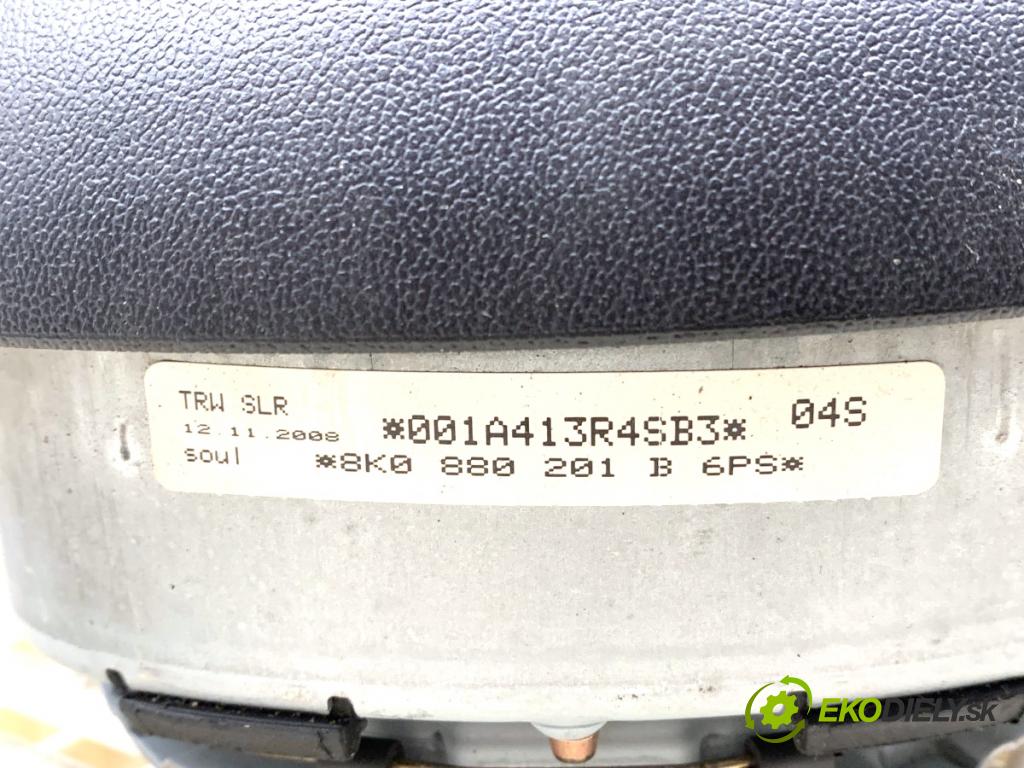 TRW SLR
12.11.2008
soul
*001A413R4SB3* 04S
*8K0 880 201 B 6PS*
EKODIELY.SK